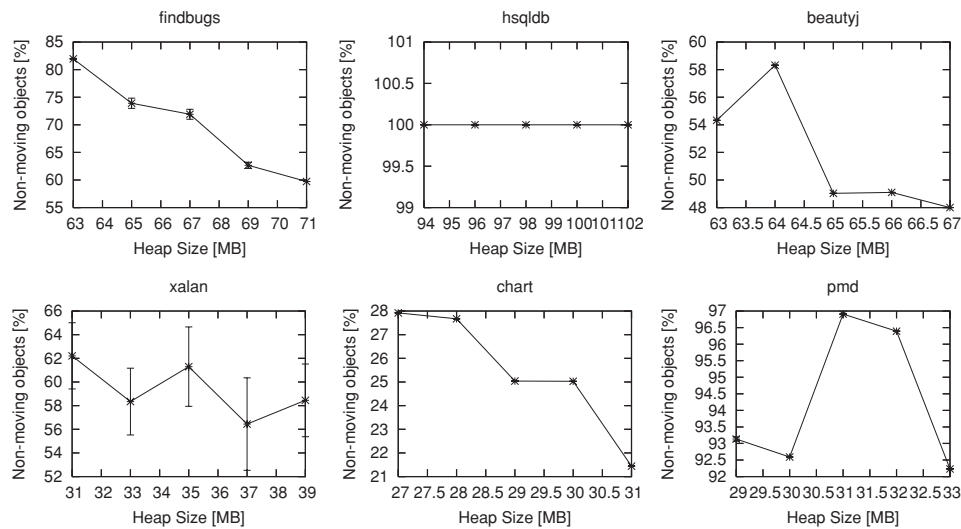 findbugs
Non-moving objects [%]
85
80
75
70
65
60
55
63 64 65 66 67 68 69 70 71
Heap Size [MB]
hsqldb
Non-moving objects [%]
101
100.5
100
99.5
99
94 95 96 97 98 99 100 101 102
Heap Size [MB]
beautyj
Non-moving objects [%]
60
58
56
54
52
50
48
63 63.5 64 64.5 65 65.5 66 66.5 67
Heap Size [MB]
xalan
Non-moving objects [%]
66
64
62
60
58
56
54
52
31 32 33 34 35 36 37 38 39
Heap Size [MB]
chart
Non-moving objects [%]
28
27
26
25
24
23
22
21
27 27.5 28 28.5 29 29.5 30 30.5 31
Heap Size [MB]
pmd
Non-moving objects [%]
97
96.5
96
95.5
95
94.5
94
93.5
93
92.5
92
29 29.5 30 30.5 31 31.5 32 32.5 33
Heap Size [MB]